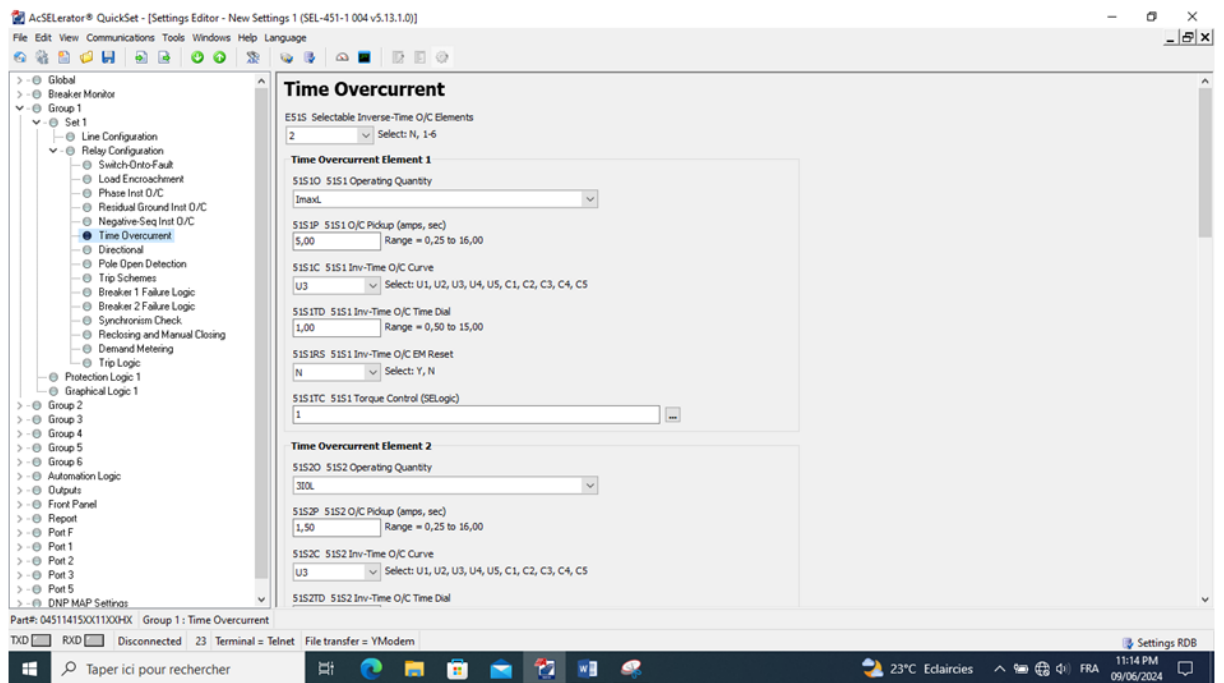 AcSELerator® QuickSet - [Settings Editor - New Settings 1 (SEL-451-1 004 v5.13.1.0)]
File Edit View Communications Tools Windows Help Language
Global
Breaker Monitor
Group 1
Set 1
Line Configuration
Relay Configuration
Switch-Onto-Fault
Load Encroachment
Phase Inst O/C
Residual Ground Inst O/C
Negative-Seq Inst O/C
Time Overcurrent
Directional
Pole Open Detection
Trip Schemes
Breaker 1 Failure Logic
Breaker 2 Failure Logic
Synchronism Check
Reclosing and Manual Closing
Demand Metering
Trip Logic
Protection Logic 1
Graphical Logic 1
Group 2
Group 3
Group 4
Group 5
Group 6
Automation Logic
Outputs
Front Panel
Report
Port F
Port 1
Port 2
Port 3
Port 5
DNP MAP Settings
Time Overcurrent
E51S Selectable Inverse-Time O/C Elements
2 Select: N, 1-6
Time Overcurrent Element 1
51S1O 51S1 Operating Quantity
ImaxL
51S1P 51S1 O/C Pickup (amps, sec)
5,00 Range = 0,25 to 16,00
51S1C 51S1 Inv-Time O/C Curve
U3 Select: U1, U2, U3, U4, U5, C1, C2, C3, C4, C5
51S1TD 51S1 Inv-Time O/C Time Dial
1,00 Range = 0,50 to 15,00
51S1RS 51S1 Inv-Time O/C EM Reset
N Select: Y, N
51S1TC 51S1 Torque Control (SELogic)
1 ...
Time Overcurrent Element 2
51S2O 51S2 Operating Quantity
3I0L
51S2P 51S2 O/C Pickup (amps, sec)
1,50 Range = 0,25 to 16,00
51S2C 51S2 Inv-Time O/C Curve
U3 Select: U1, U2, U3, U4, U5, C1, C2, C3, C4, C5
51S2TD 51S2 Inv-Time O/C Time Dial
Part#: 04511415XX11XXHX Group 1 : Time Overcurrent
TXD RXD Disconnected 23 Terminal = Telnet File transfer = YModem Settings RDB
Taper ici pour rechercher 23°C Eclaircies FRA 11:14 PM
09/06/2024